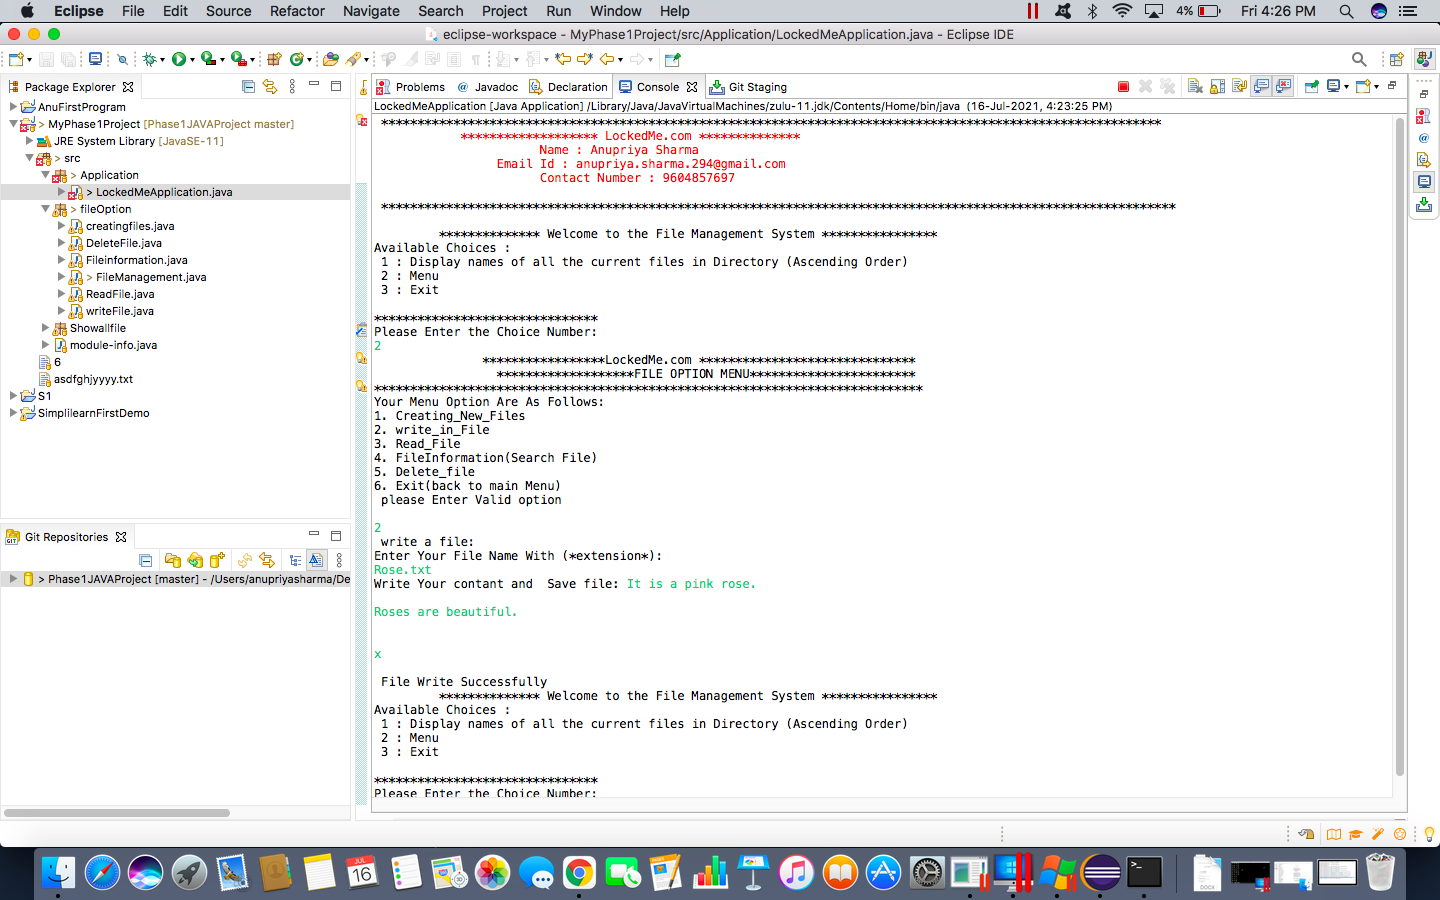 Eclipse File Edit Source Refactor Navigate Search Project Run Window Help 4% Fri 4:26 PM
eclipse-workspace - MyPhase1Project/src/Application/LockedMeApplication.java - Eclipse IDE
Package Explorer
AnuFirstProgram
> MyPhase1Project [Phase1JAVAProject master]
JRE System Library [JavaSE-11]
> src
> Application
> LockedMeApplication.java
> fileOption
creatingfiles.java
DeleteFile.java
Fileinformation.java
> FileManagement.java
ReadFile.java
writeFile.java
Showallfile
module-info.java
6
asdfghjyyyy.txt
S1
SimplilearnFirstDemo
Git Repositories
> Phase1JAVAProject [master] - /Users/anupriyasharma/De
Problems @ Javadoc Declaration Console Git Staging
LockedMeApplication [Java Application] /Library/Java/JavaVirtualMachines/zulu-11.jdk/Contents/Home/bin/java (16-Jul-2021, 4:23:25 PM)
************************************************************************************************************
******************* LockedMe.com **************
Name : Anupriya Sharma
Email Id : anupriya.sharma.294@gmail.com
Contact Number : 9604857697
**************************************************************************************************************
************** Welcome to the File Management System ****************
Available Choices :
1 : Display names of all the current files in Directory (Ascending Order)
2 : Menu
3 : Exit
*******************************
Please Enter the Choice Number:
2
*****************LockedMe.com ******************************
*******************FILE OPTION MENU***********************
****************************************************************************
Your Menu Option Are As Follows:
1. Creating_New_Files
2. write_in_File
3. Read_File
4. FileInformation(Search File)
5. Delete_file
6. Exit(back to main Menu)
please Enter Valid option
2
write a file:
Enter Your File Name With (*extension*):
Rose.txt
Write Your contant and  Save file: It is a pink rose.
Roses are beautiful.
x
File Write Successfully
************** Welcome to the File Management System ****************
Available Choices :
1 : Display names of all the current files in Directory (Ascending Order)
2 : Menu
3 : Exit
*******************************
Please Enter the Choice Number:
JUL
16
DOCX